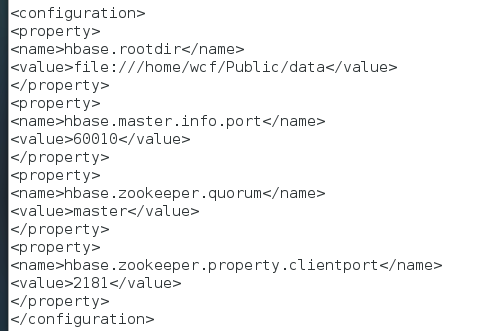 <configuration>
<property>
<name>hbase.rootdir</name>
<value>file:///home/wcf/Public/data</value>
</property>
<property>
<name>hbase.master.info.port</name>
<value>60010</value>
</property>
<property>
<name>hbase.zookeeper.quorum</name>
<value>master</value>
</property>
<property>
<name>hbase.zookeeper.property.clientport</name>
<value>2181</value>
</property>
</configuration>